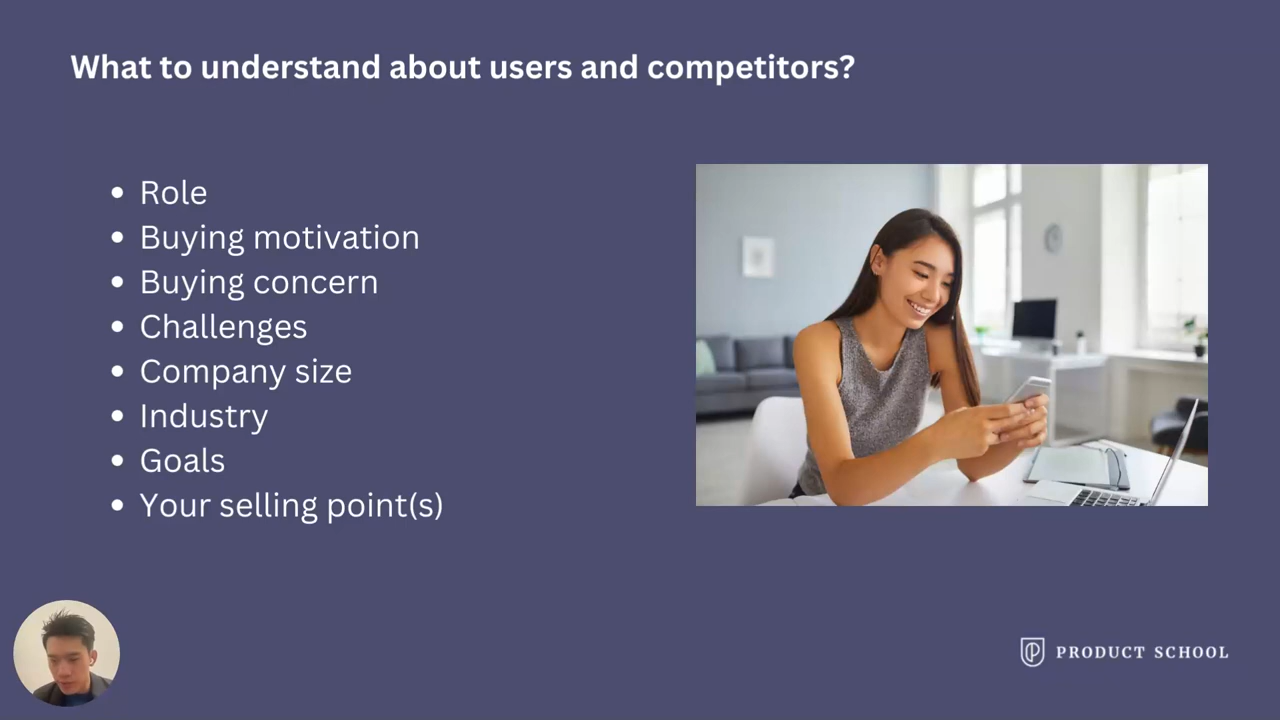 What to understand about users and competitors?
• Role
• Buying motivation
• Buying concern
• Challenges
• Company size
• Industry
• Goals
• Your selling point(s)
PRODUCT SCHOOL